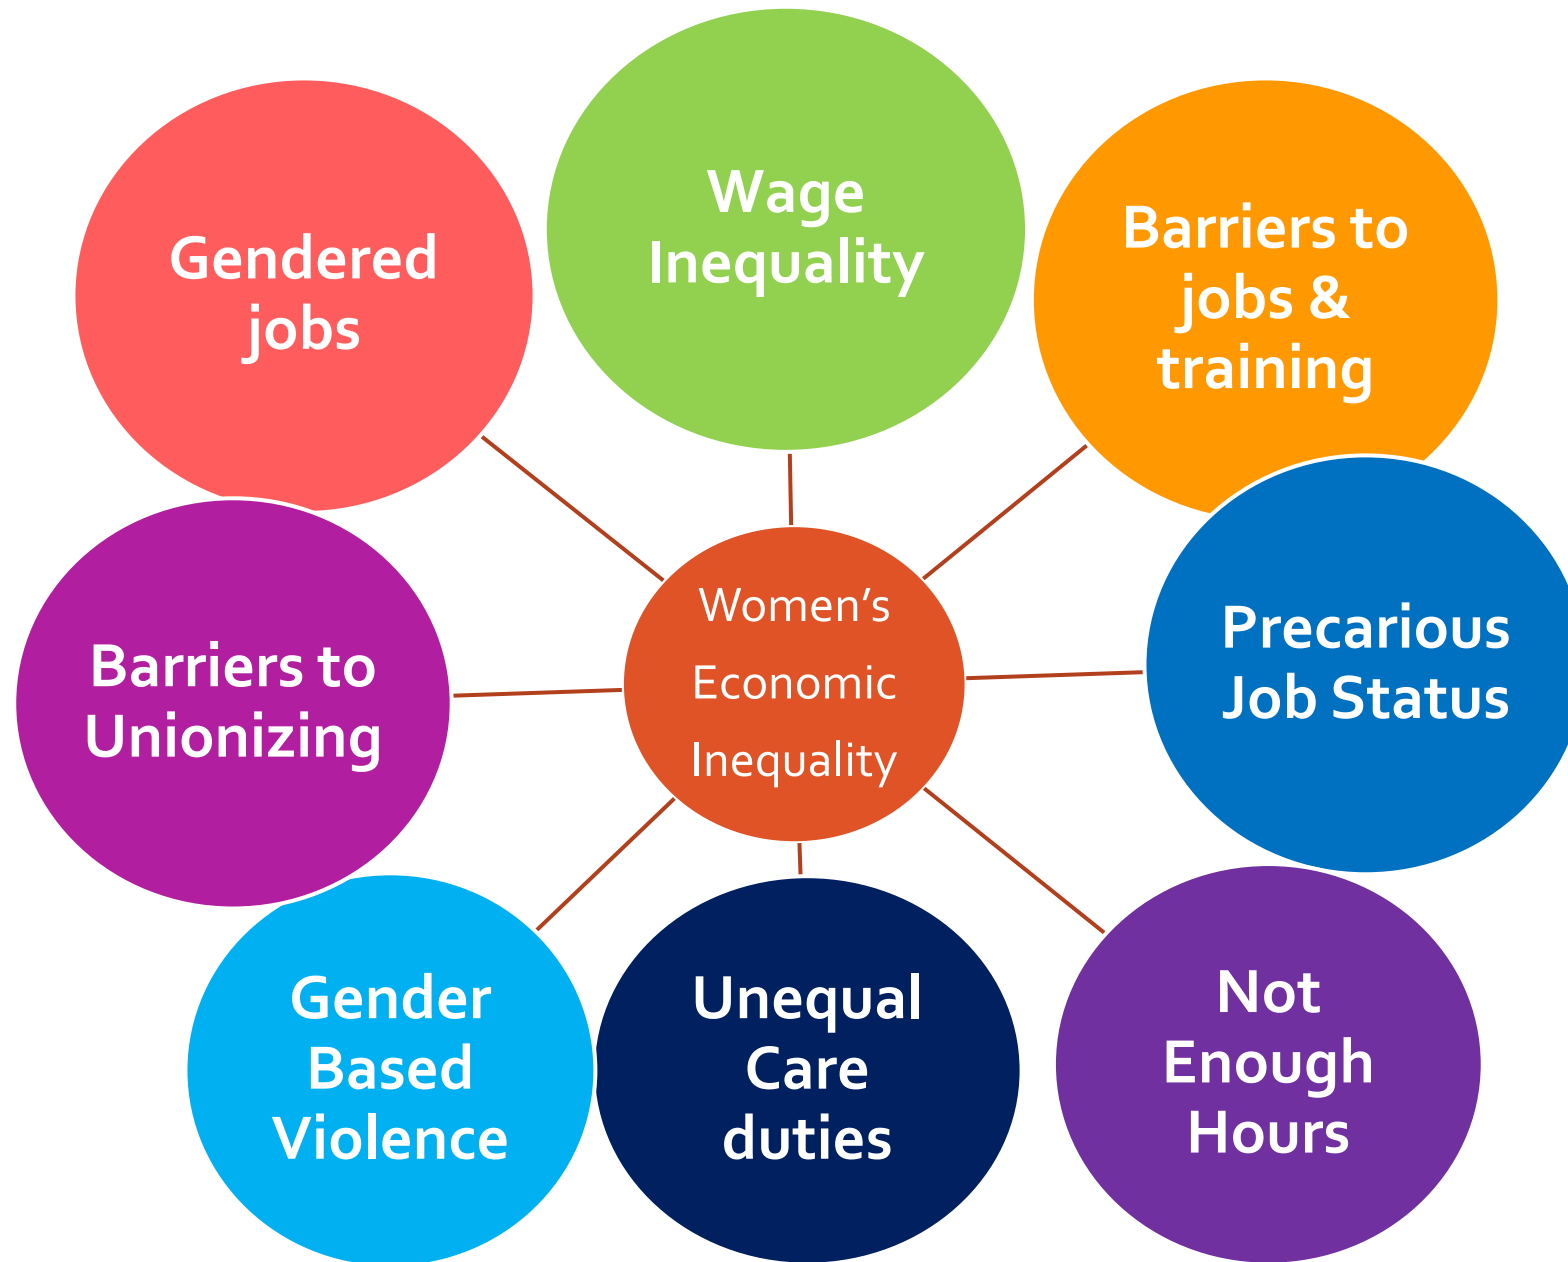 Wage
Inequality
Barriers to
jobs &
training
Precarious
Job Status
Not
Enough
Hours
Unequal
Care
duties
Gender
Based
Violence
Barriers to
Unionizing
Gendered
jobs
Women’s
Economic
Inequality